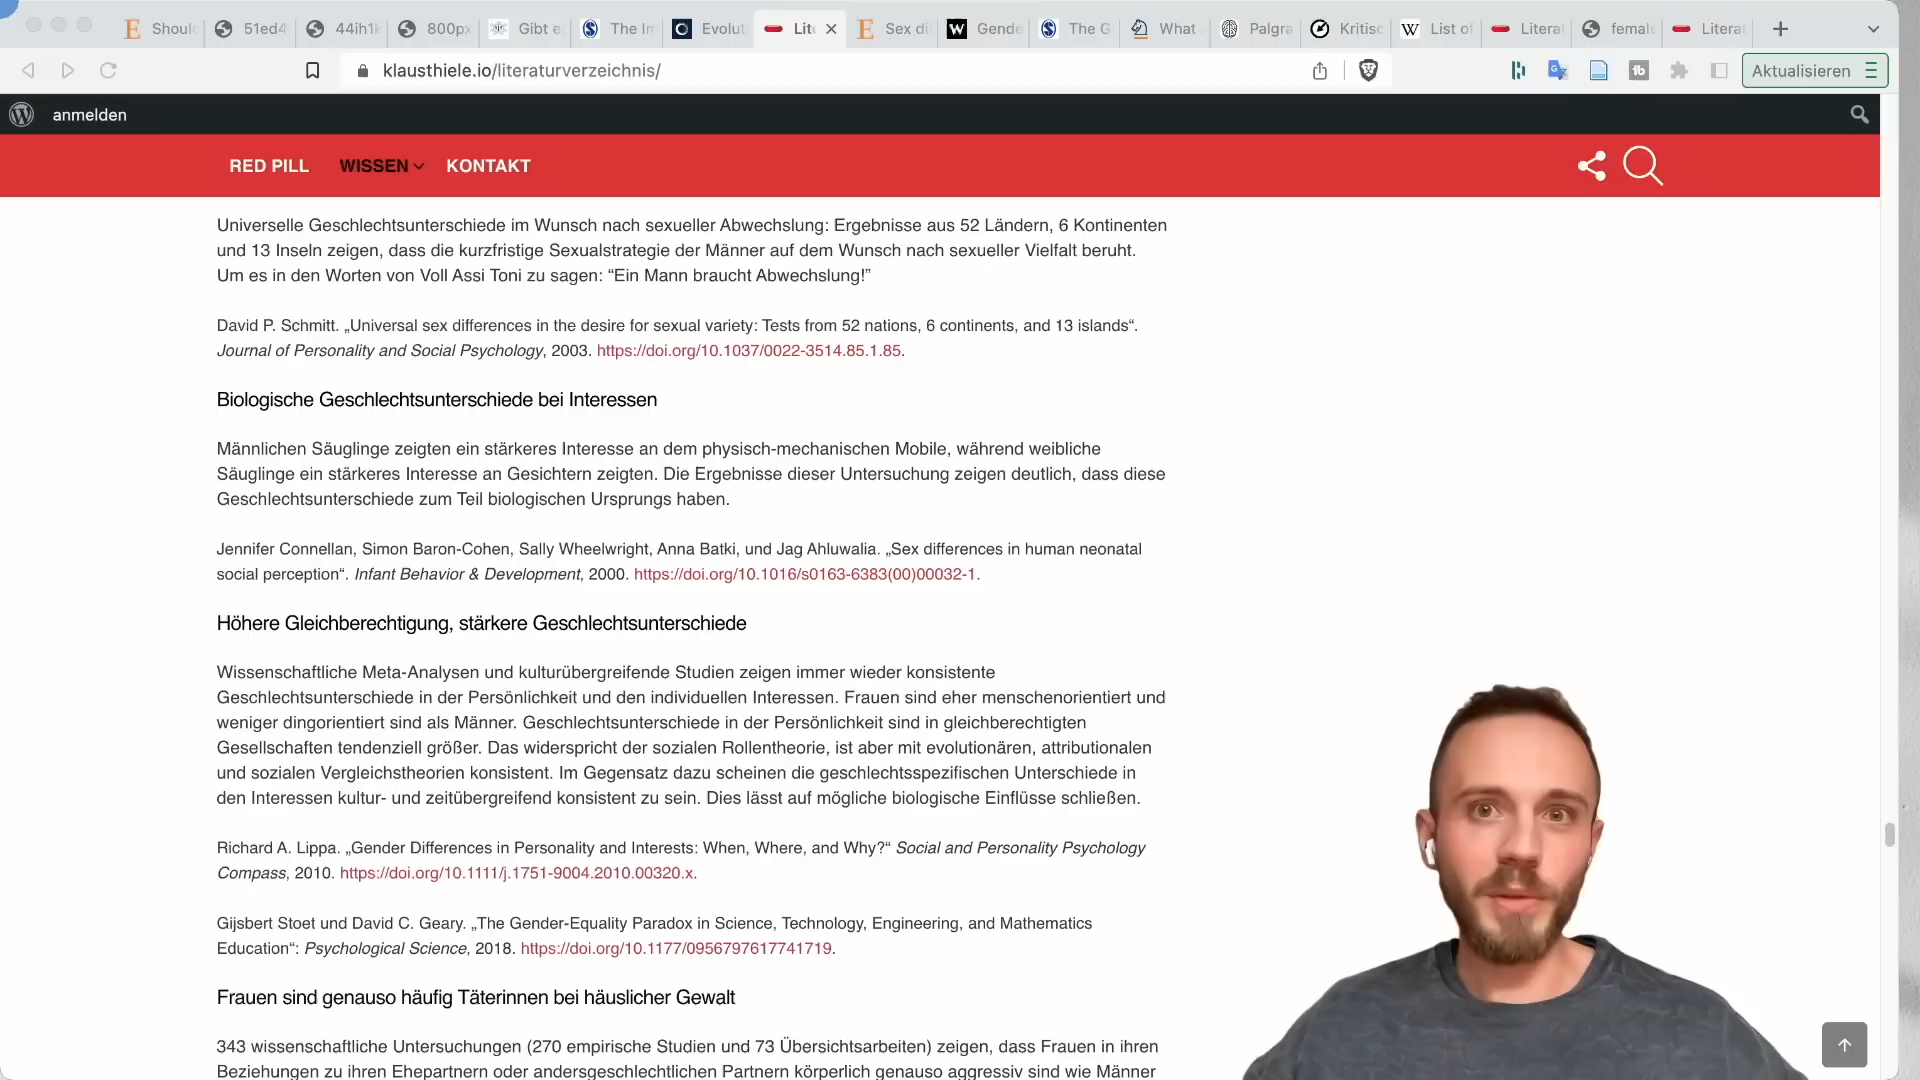 Should
51ed4
44ih1k
800px
Gibt e
The Im
Evolut
Lit
Sex di
Gende
The G
What
Palgra
Kritisc
List of
Literat
female
Literat
klausthiele.io/literaturverzeichnis/
Aktualisieren
anmelden
RED PILL
WISSEN
KONTAKT
Universelle Geschlechtsunterschiede im Wunsch nach sexueller Abwechslung: Ergebnisse aus 52 Ländern, 6 Kontinenten
und 13 Inseln zeigen, dass die kurzfristige Sexualstrategie der Männer auf dem Wunsch nach sexueller Vielfalt beruht.
Um es in den Worten von Voll Assi Toni zu sagen: “Ein Mann braucht Abwechslung!”
David P. Schmitt. „Universal sex differences in the desire for sexual variety: Tests from 52 nations, 6 continents, and 13 islands“.
Journal of Personality and Social Psychology, 2003. https://doi.org/10.1037/0022-3514.85.1.85.
Biologische Geschlechtsunterschiede bei Interessen
Männlichen Säuglinge zeigten ein stärkeres Interesse an dem physisch-mechanischen Mobile, während weibliche
Säuglinge ein stärkeres Interesse an Gesichtern zeigten. Die Ergebnisse dieser Untersuchung zeigen deutlich, dass diese
Geschlechtsunterschiede zum Teil biologischen Ursprungs haben.
Jennifer Connellan, Simon Baron-Cohen, Sally Wheelwright, Anna Batki, und Jag Ahluwalia. „Sex differences in human neonatal
social perception“. Infant Behavior & Development, 2000. https://doi.org/10.1016/s0163-6383(00)00032-1.
Höhere Gleichberechtigung, stärkere Geschlechtsunterschiede
Wissenschaftliche Meta-Analysen und kulturübergreifende Studien zeigen immer wieder konsistente
Geschlechtsunterschiede in der Persönlichkeit und den individuellen Interessen. Frauen sind eher menschenorientiert und
weniger dingorientiert sind als Männer. Geschlechtsunterschiede in der Persönlichkeit sind in gleichberechtigten
Gesellschaften tendenziell größer. Das widerspricht der sozialen Rollentheorie, ist aber mit evolutionären, attributionalen
und sozialen Vergleichstheorien konsistent. Im Gegensatz dazu scheinen die geschlechtsspezifischen Unterschiede in
den Interessen kultur- und zeitübergreifend konsistent zu sein. Dies lässt auf mögliche biologische Einflüsse schließen.
Richard A. Lippa. „Gender Differences in Personality and Interests: When, Where, and Why?“ Social and Personality Psychology
Compass, 2010. https://doi.org/10.1111/j.1751-9004.2010.00320.x.
Gijsbert Stoet und David C. Geary. „The Gender-Equality Paradox in Science, Technology, Engineering, and Mathematics
Education“: Psychological Science, 2018. https://doi.org/10.1177/0956797617741719.
Frauen sind genauso häufig Täterinnen bei häuslicher Gewalt
343 wissenschaftliche Untersuchungen (270 empirische Studien und 73 Übersichtsarbeiten) zeigen, dass Frauen in ihren
Beziehungen zu ihren Ehepartnern oder andersgeschlechtlichen Partnern körperlich genauso aggressiv sind wie Männer